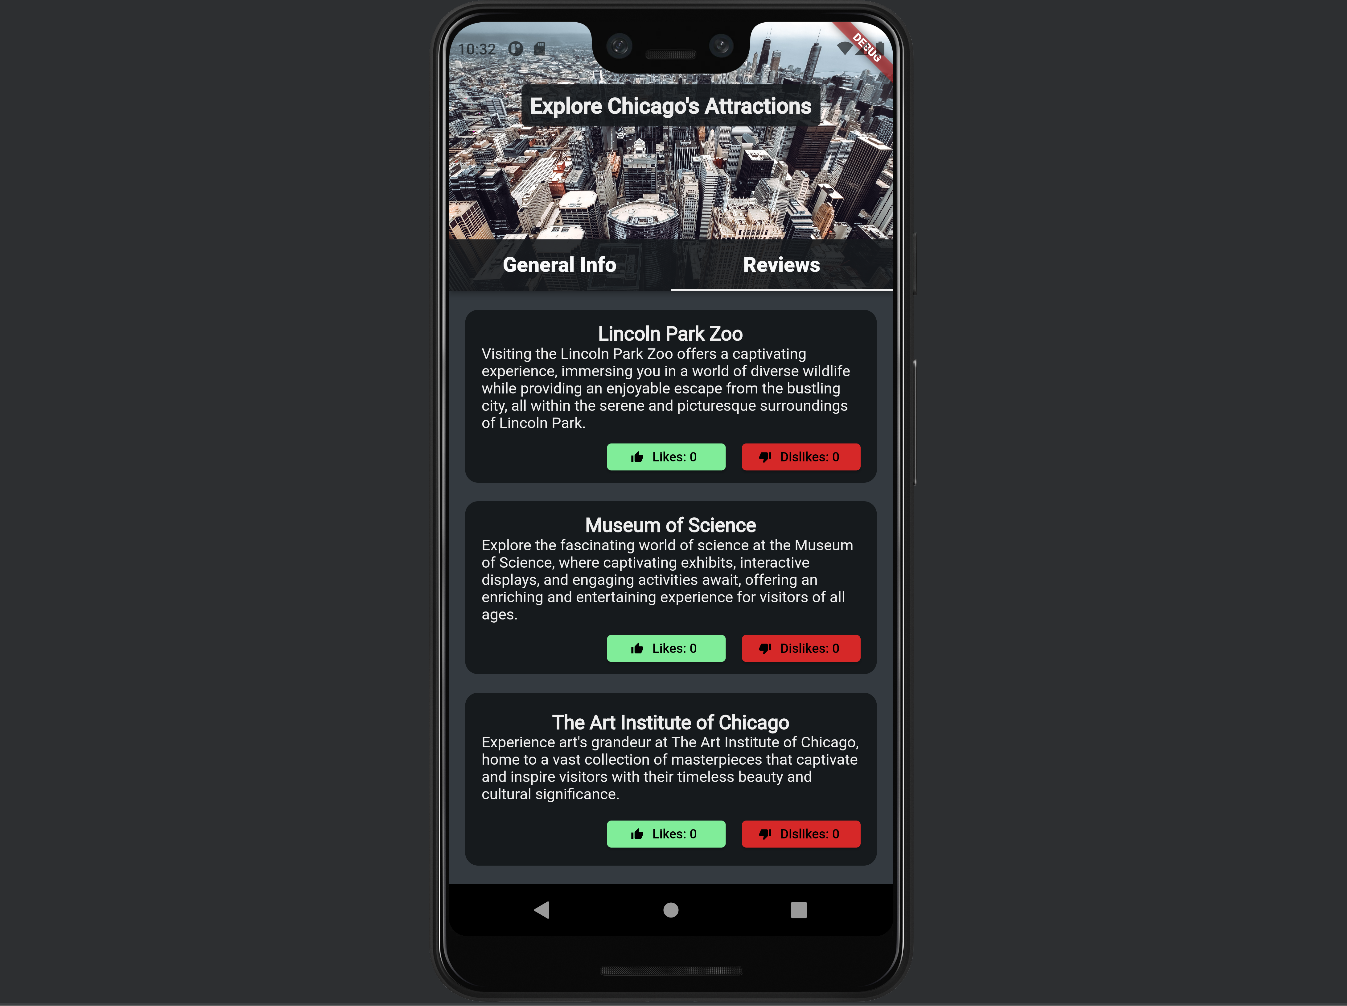 10:32
DEBUG
Explore Chicago's Attractions
General Info
Reviews
Lincoln Park Zoo
Visiting the Lincoln Park Zoo offers a captivating
experience, immersing you in a world of diverse wildlife
while providing an enjoyable escape from the bustling
city, all within the serene and picturesque surroundings
of Lincoln Park.
Likes: 0
Dislikes: 0
Museum of Science
Explore the fascinating world of science at the Museum
of Science, where captivating exhibits, interactive
displays, and engaging activities await, offering an
enriching and entertaining experience for visitors of all
ages.
Likes: 0
Dislikes: 0
The Art Institute of Chicago
Experience art's grandeur at The Art Institute of Chicago,
home to a vast collection of masterpieces that captivate
and inspire visitors with their timeless beauty and
cultural significance.
Likes: 0
Dislikes: 0